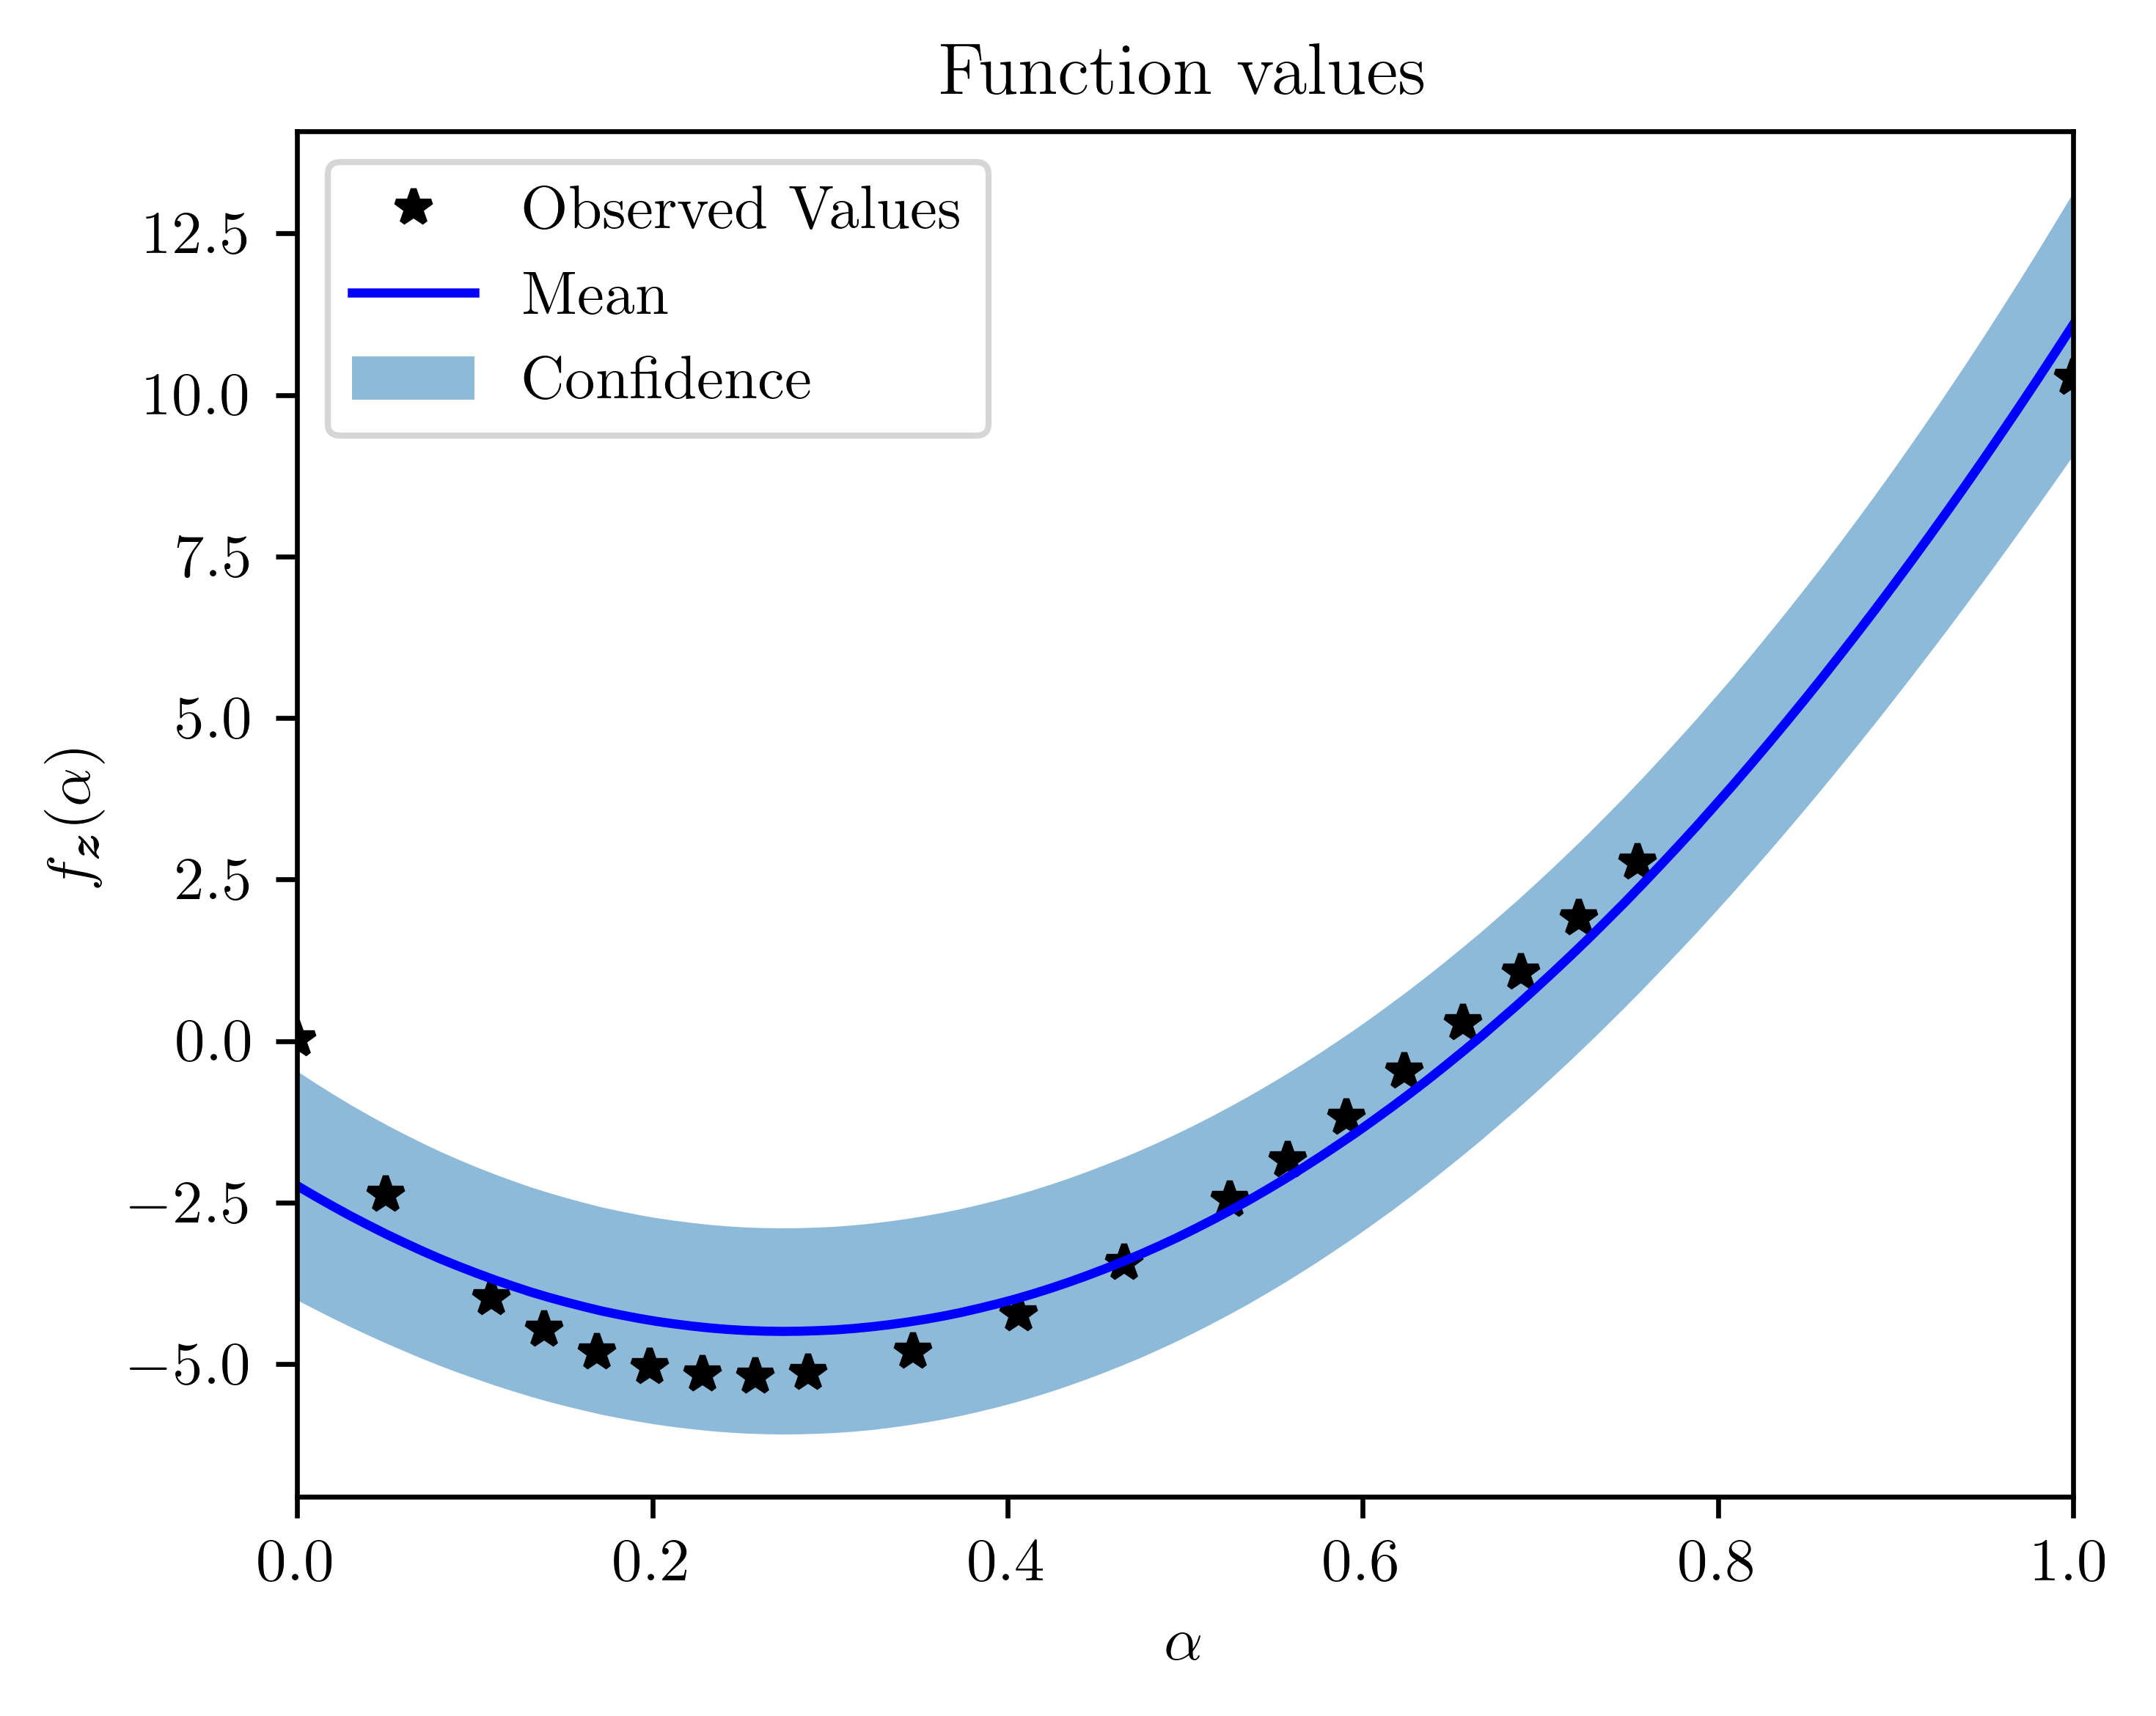 Function values
Observed Values
Mean
Confidence
12.5
10.0
7.5
5.0
2.5
0.0
−2.5
−5.0
f_z(α)
0.0 0.2 0.4 0.6 0.8 1.0
α